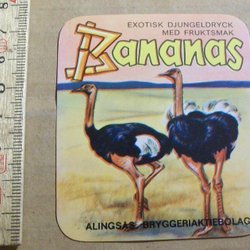 EXOTISK DJUNGELDRYCK
MED FRUKTSMAK
Bananas
ALINGSÅS BRYGGERIAKTIEBOLAG